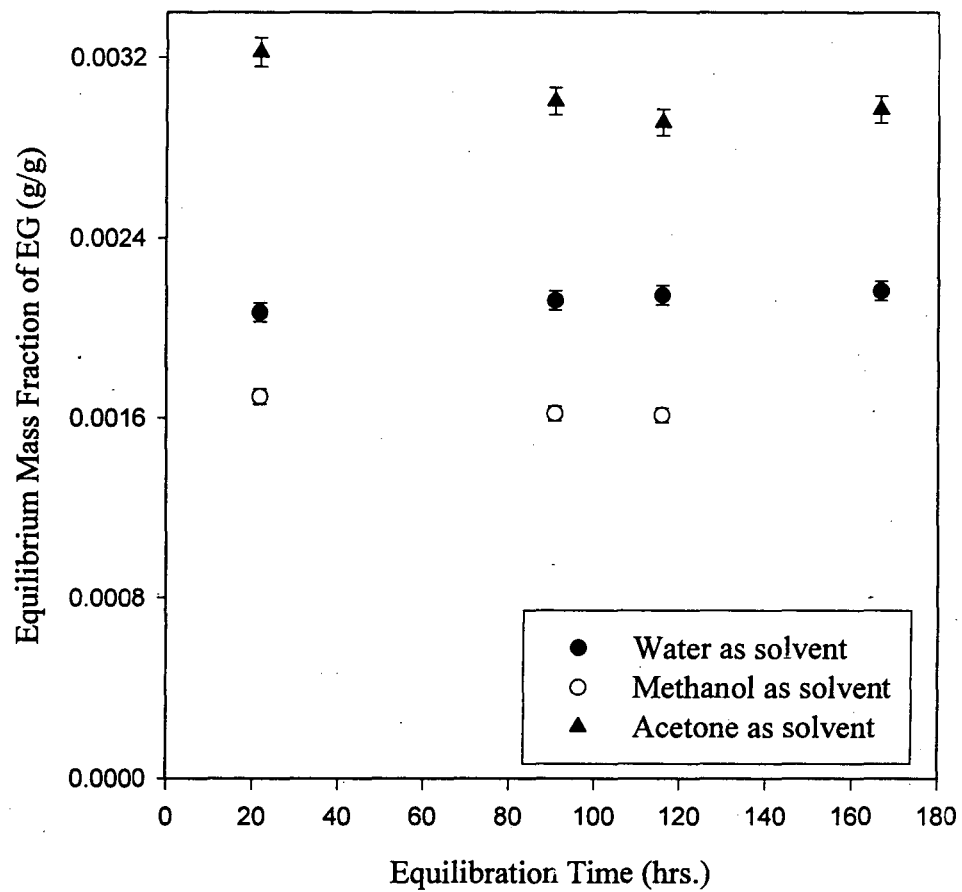 0.0032
0.0024
0.0016
0.0008
0.0000
Equilibrium Mass Fraction of EG (g/g)
Water as solvent
Methanol as solvent
Acetone as solvent
0 20 40 60 80 100 120 140 160 180
Equilibration Time (hrs.)